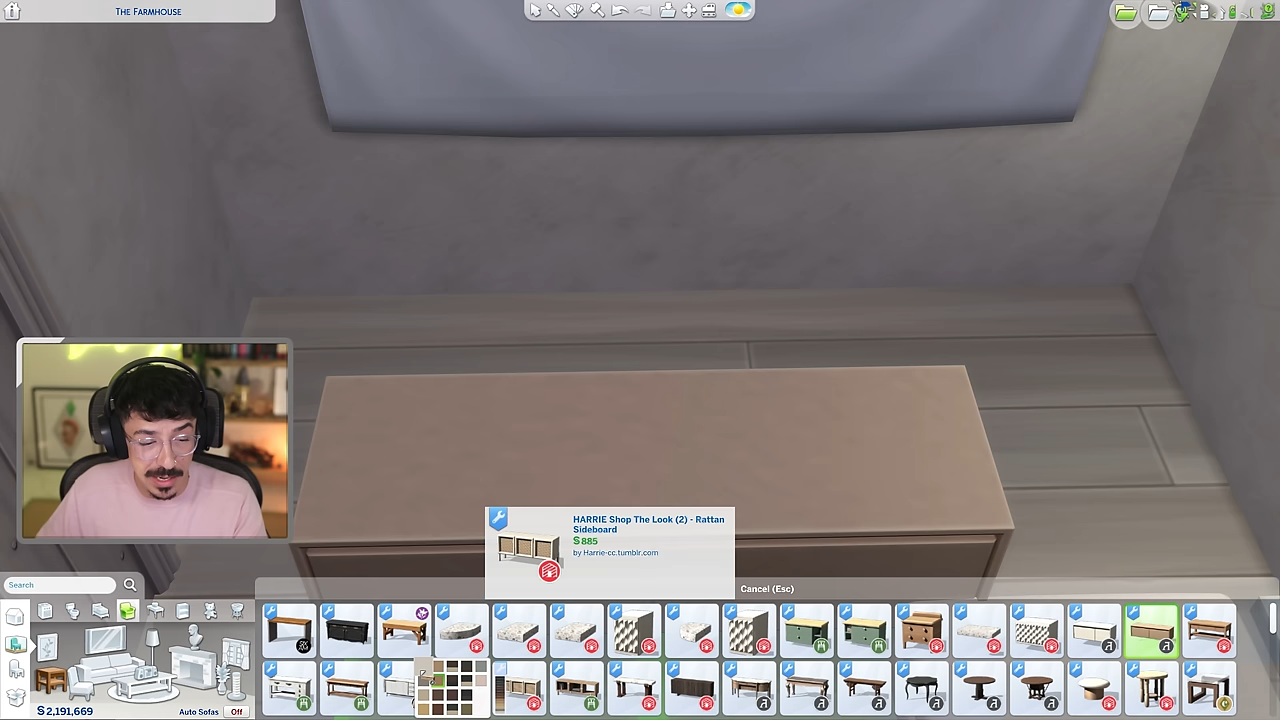 THE FARMHOUSE
HARRIE Shop The Look (2) - Rattan
Sideboard
§885
by Harrie-cc.tumblr.com
Cancel (Esc)
Search
§2,191,669
Auto Sofas
Off